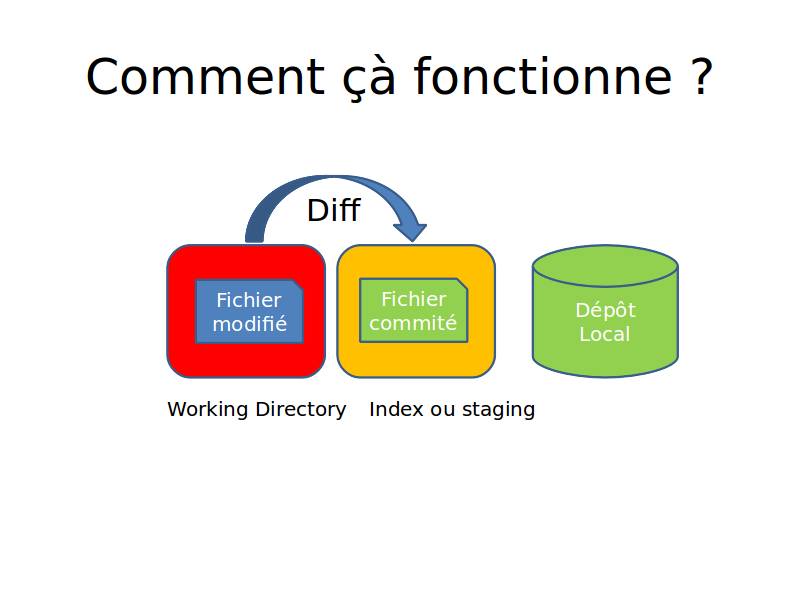 Comment çà fonctionne ?
Diff
Fichier
modifié
Fichier
commité
Dépôt
Local
Working Directory
Index ou staging